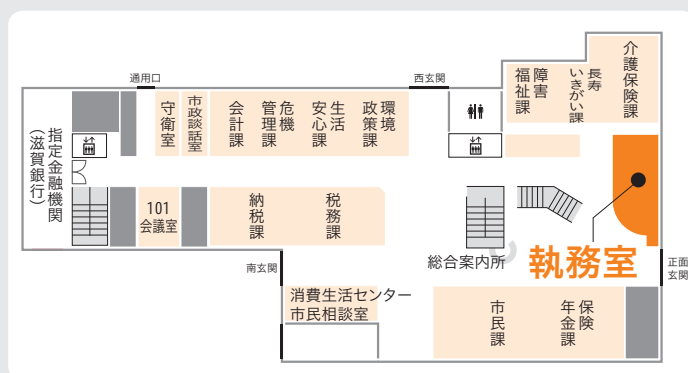 通用口
西玄関
指定金融機関
(滋賀銀行)
守衛室
市政談話室
会計課
危機
管理課
生活
安心課
環境
政策課
障害
福祉課
長寿
いきがい課
介護保険課
101
会議室
納税課
税務課
総合案内所
執務室
正面
玄関
南玄関
消費生活センター
市民相談室
市民課
保険
年金課